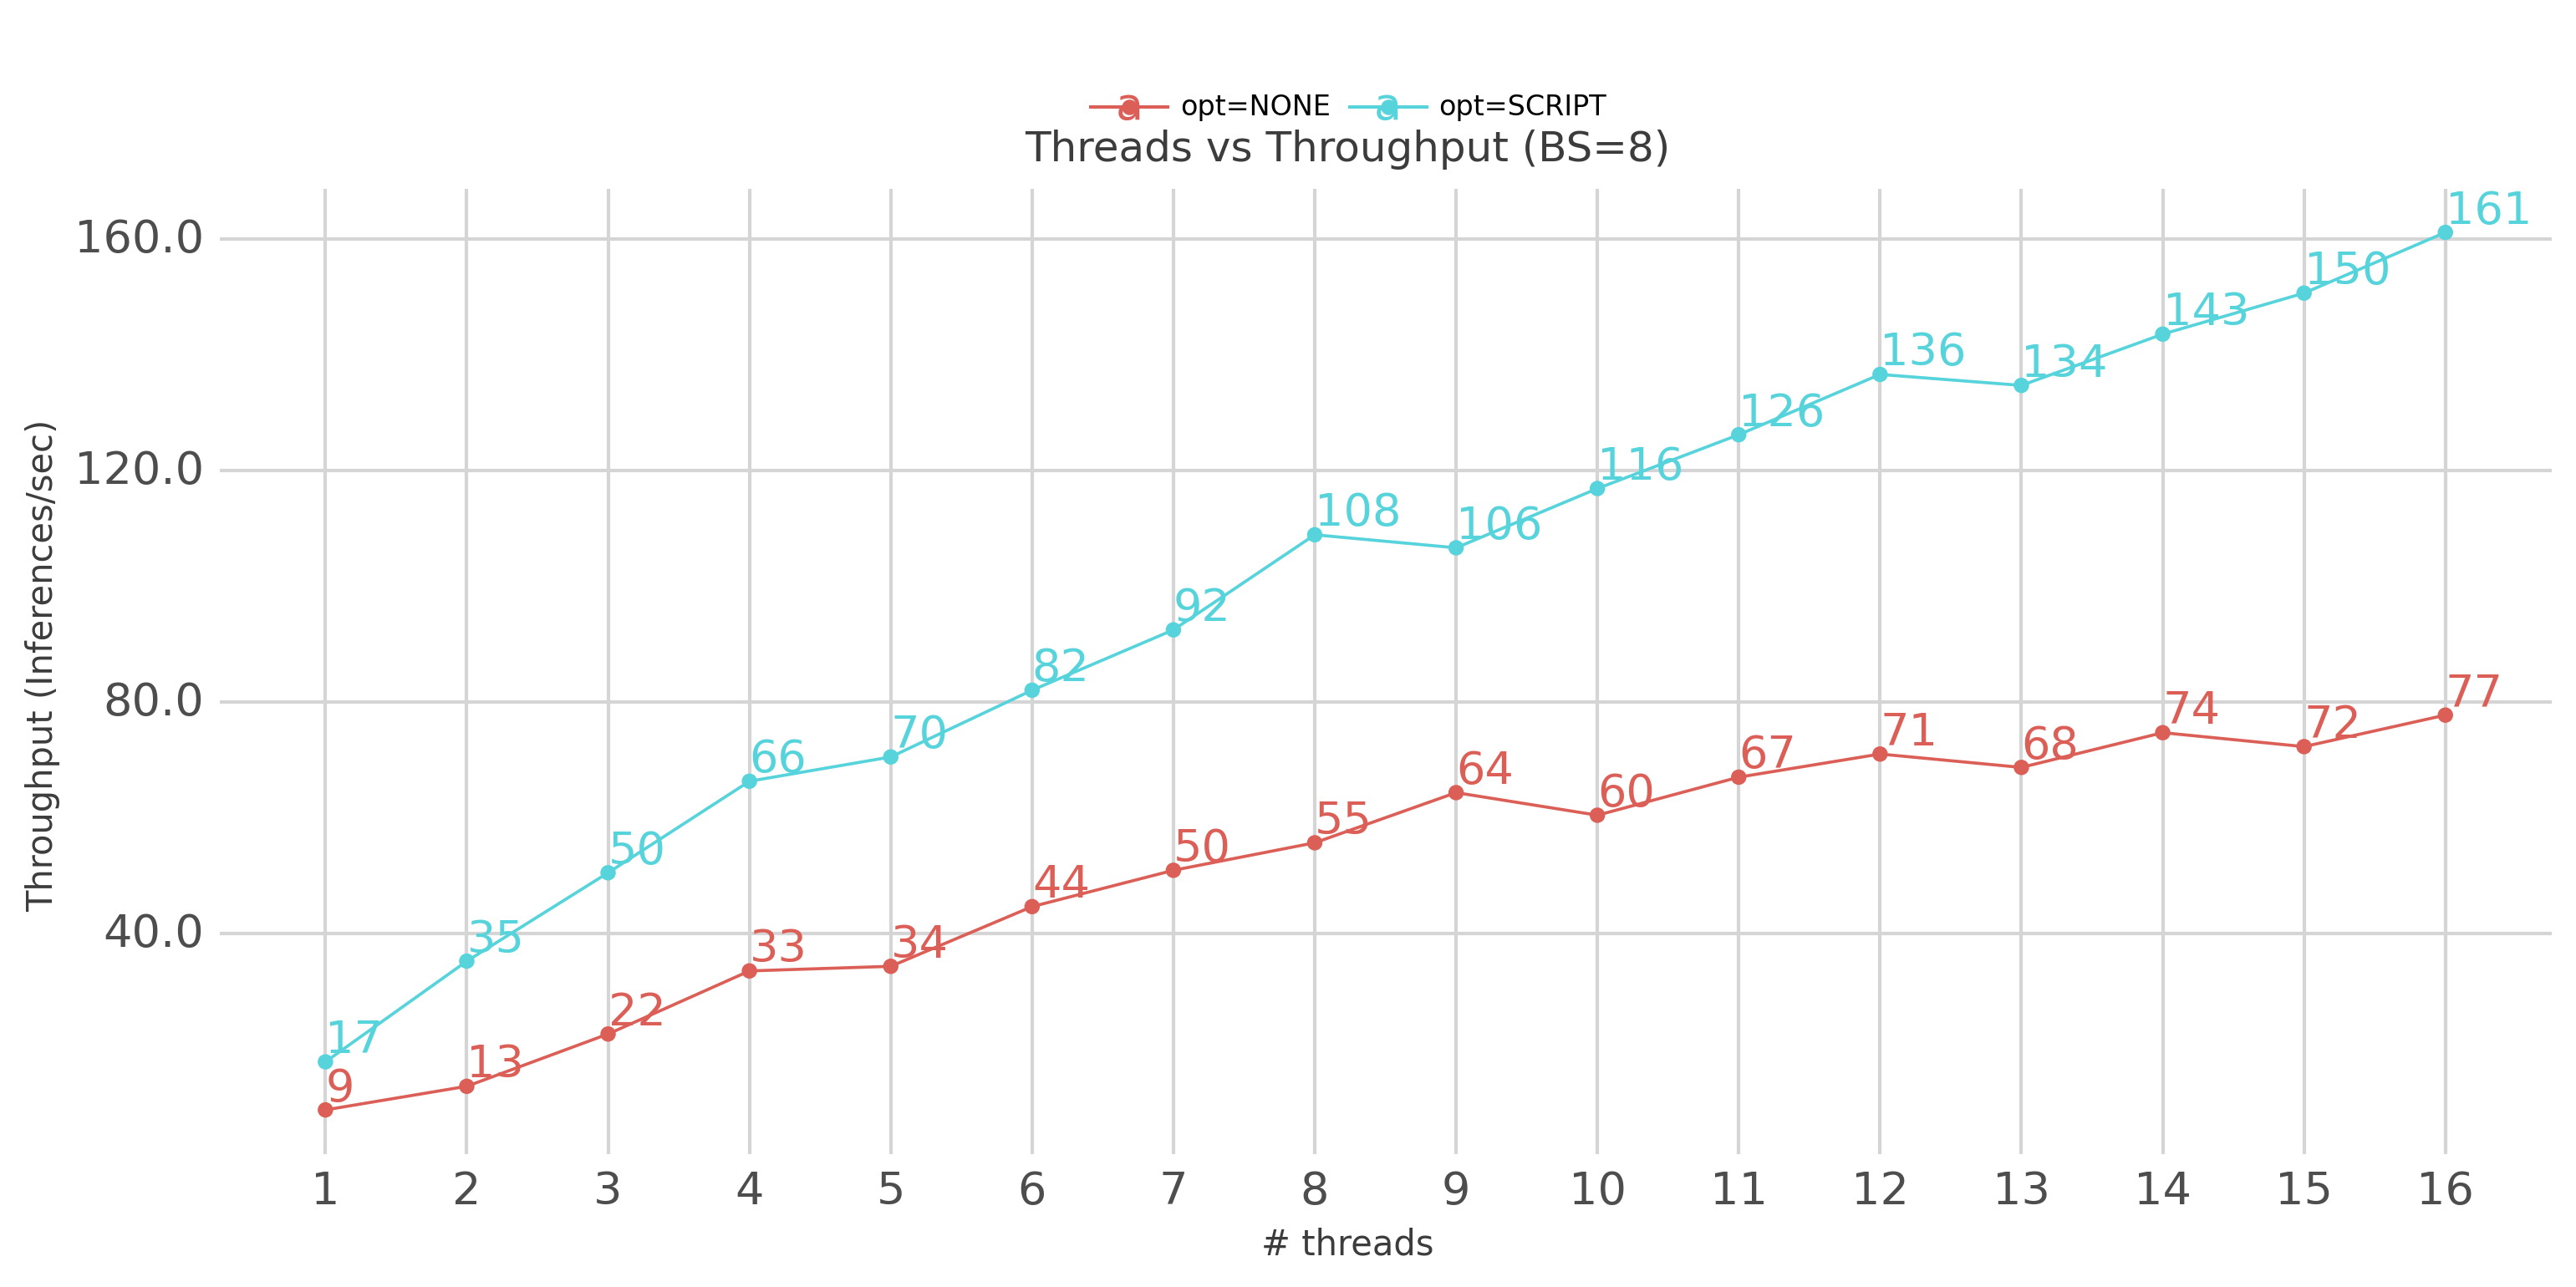 a opt=NONE a opt=SCRIPT
Threads vs Throughput (BS=8)
Throughput (Inferences/sec)
160.0
120.0
80.0
40.0
17 35 50 66 70 82 92 108 106 116 126 136 134 143 150 161
9 13 22 33 34 44 50 55 64 60 67 71 68 74 72 77
1 2 3 4 5 6 7 8 9 10 11 12 13 14 15 16
# threads